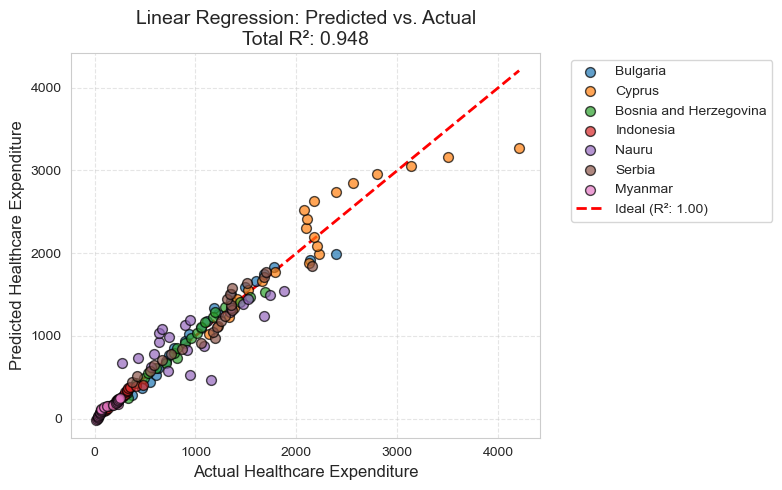 Linear Regression: Predicted vs. Actual
Total R²: 0.948
Predicted Healthcare Expenditure
4000
3000
2000
1000
0
0 1000 2000 3000 4000
Actual Healthcare Expenditure
Bulgaria
Cyprus
Bosnia and Herzegovina
Indonesia
Nauru
Serbia
Myanmar
Ideal (R²: 1.00)